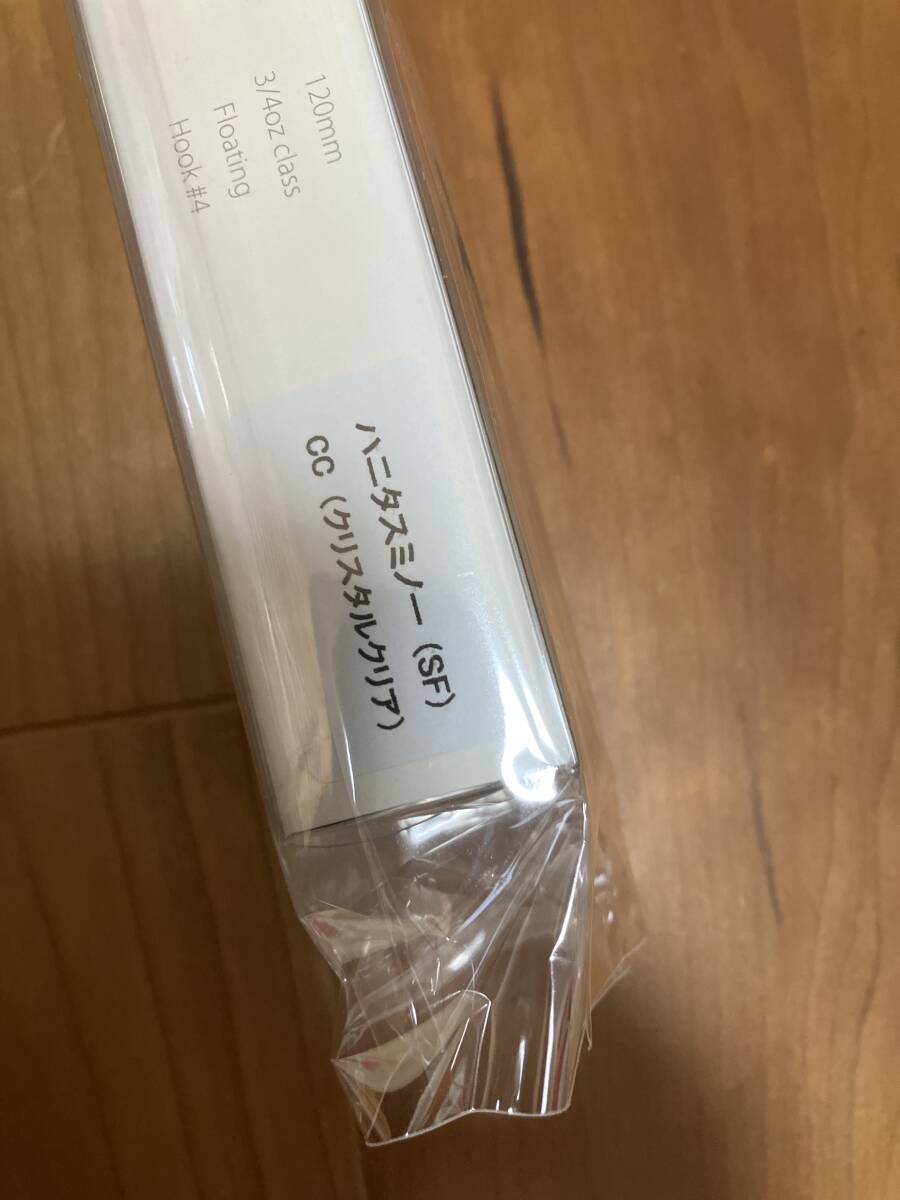 120mm
3/4oz class
Floating
Hook #4
ハニタスミノー（SF）
CC（クリスタルクリア）